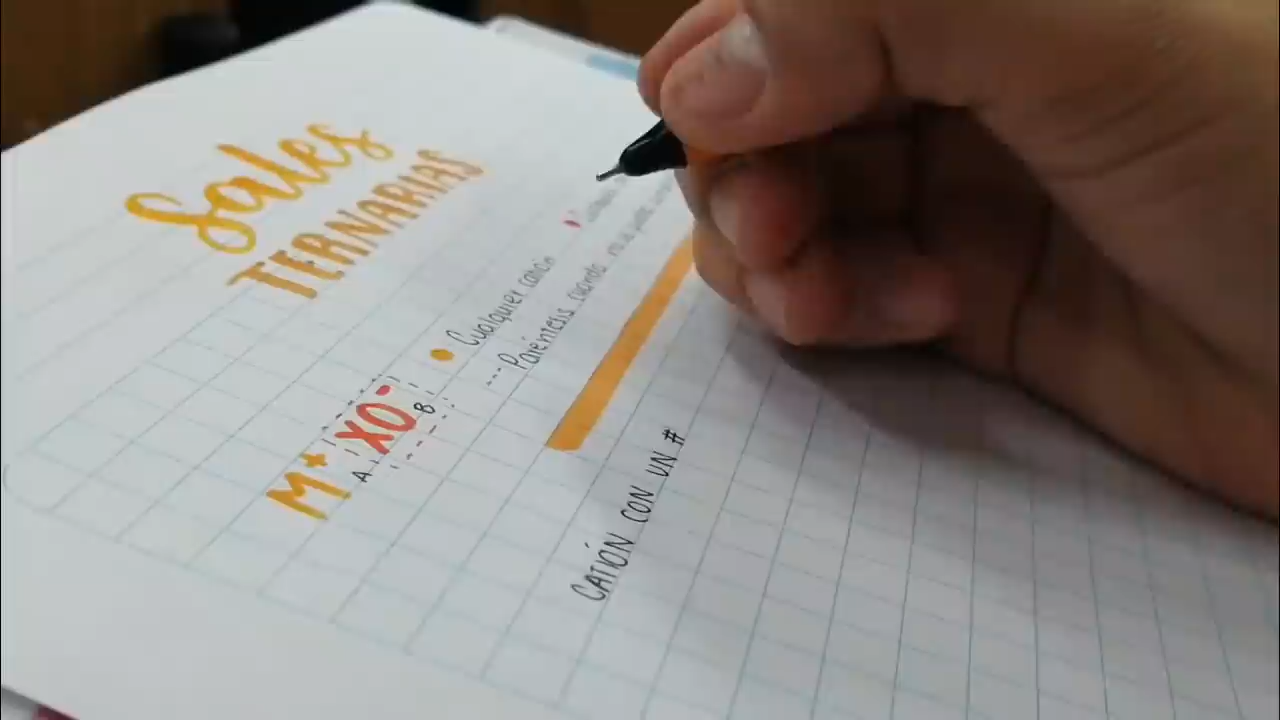 Sales
TERNARIAS
M+ XO-
A B
Cualquier catión
--- Paréntesis cuando
CATIÓN CON UN #